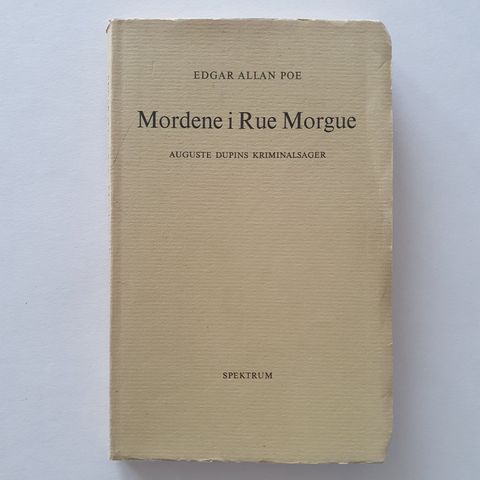 EDGAR ALLAN POE
Mordene i Rue Morgue
AUGUSTE DUPINS KRIMINALSAGER
SPEKTRUM